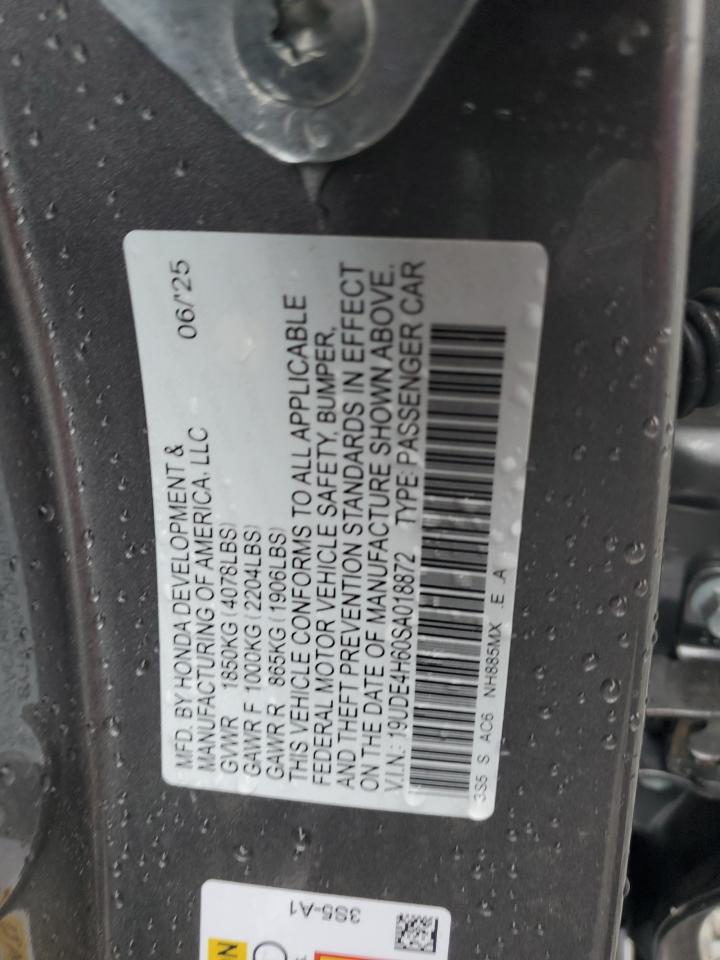 MFD. BY HONDA DEVELOPMENT &
MANUFACTURING OF AMERICA, LLC 06/'25
GVWR 1850KG (4078LBS)
GAWR F 1000KG (2204LBS)
GAWR R 865KG (1906LBS)
THIS VEHICLE CONFORMS TO ALL APPLICABLE
FEDERAL MOTOR VEHICLE SAFETY, BUMPER,
AND THEFT PREVENTION STANDARDS IN EFFECT
ON THE DATE OF MANUFACTURE SHOWN ABOVE.
V.I.N.: 19UDE4H60SA018872 TYPE: PASSENGER CAR
3S5 S AC6 NH885MX .E .A
3S5-A1